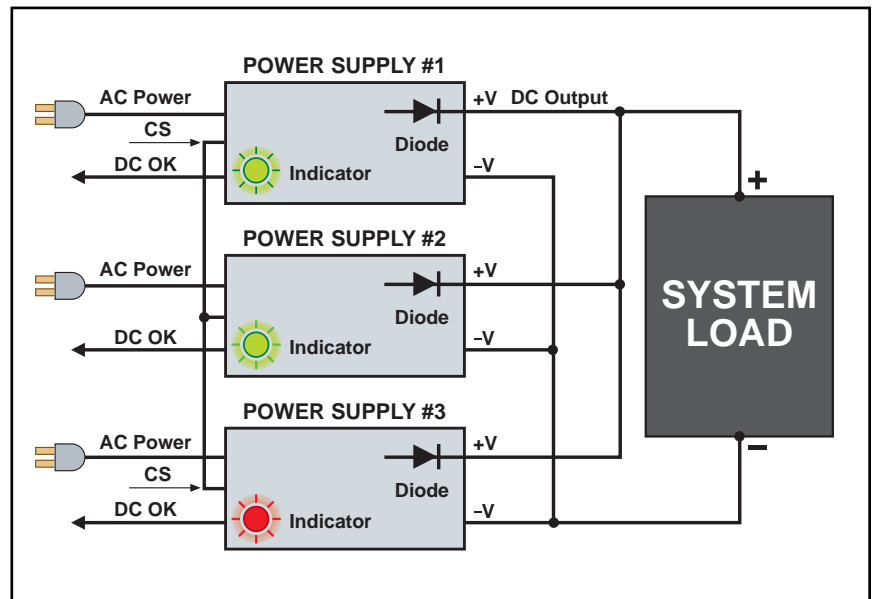 POWER SUPPLY #1
AC Power
+V DC Output
CS
Diode
DC OK
Indicator
–V
+
POWER SUPPLY #2
AC Power
+V
Diode
DC OK
Indicator
–V
SYSTEM
LOAD
POWER SUPPLY #3
AC Power
+V
–
CS
Diode
DC OK
Indicator
–V